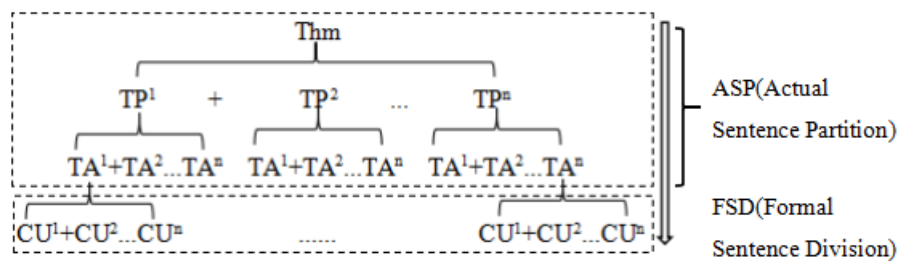 Thm
TP¹ + TP² ... TPⁿ
TA¹+TA²...TAⁿ TA¹+TA²...TAⁿ TA¹+TA²...TAⁿ
CU¹+CU²...CUⁿ ...... CU¹+CU²...CUⁿ
ASP(Actual
Sentence Partition)
FSD(Formal
Sentence Division)